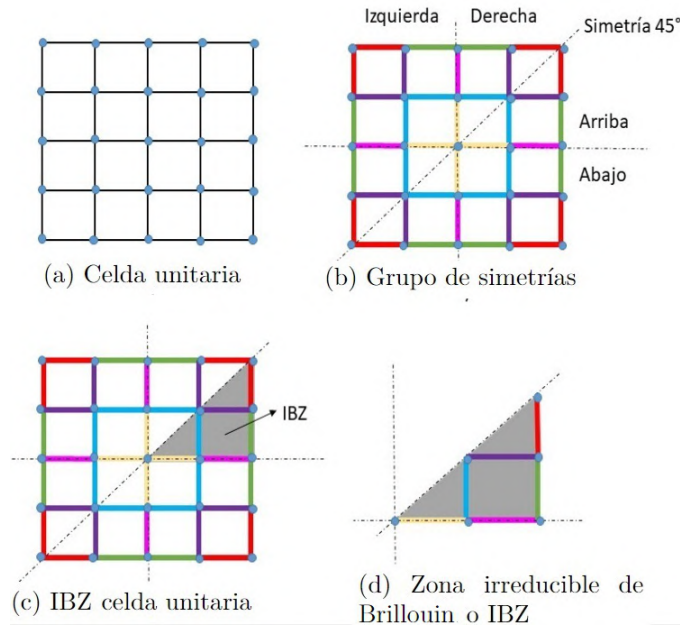 Izquierda
Derecha
Simetría 45°
Arriba
Abajo
(a) Celda unitaria
(b) Grupo de simetrías
IBZ
(c) IBZ celda unitaria
(d) Zona irreducible de
Brillouin o IBZ